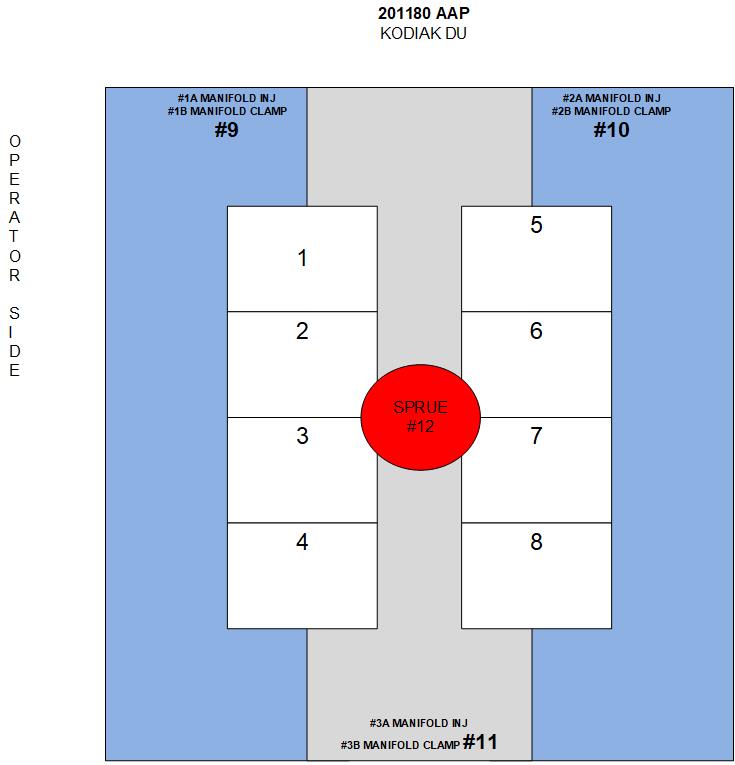 201180 AAP
KODIAK DU
OPERATOR SIDE
#1A MANIFOLD INJ
#1B MANIFOLD CLAMP
#9
#2A MANIFOLD INJ
#2B MANIFOLD CLAMP
#10
1
2
3
4
5
6
7
8
SPRUE
#12
#3A MANIFOLD INJ
#3B MANIFOLD CLAMP #11